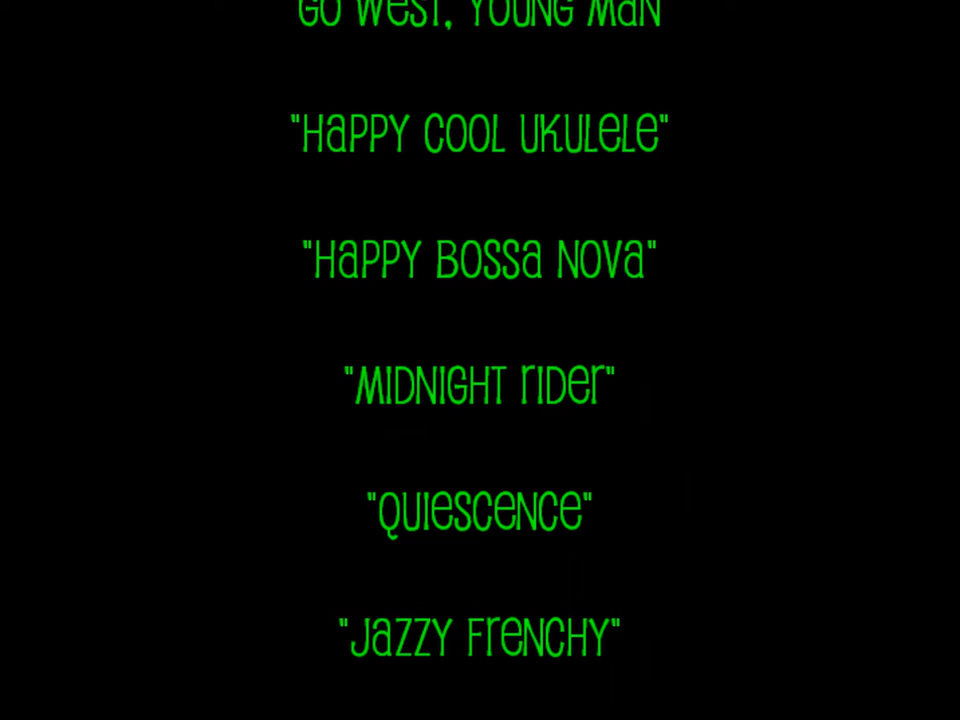 Go West, Young Man
"Happy Cool Ukulele"
"Happy Bossa Nova"
"Midnight Rider"
"Quiescence"
"Jazzy Frenchy"